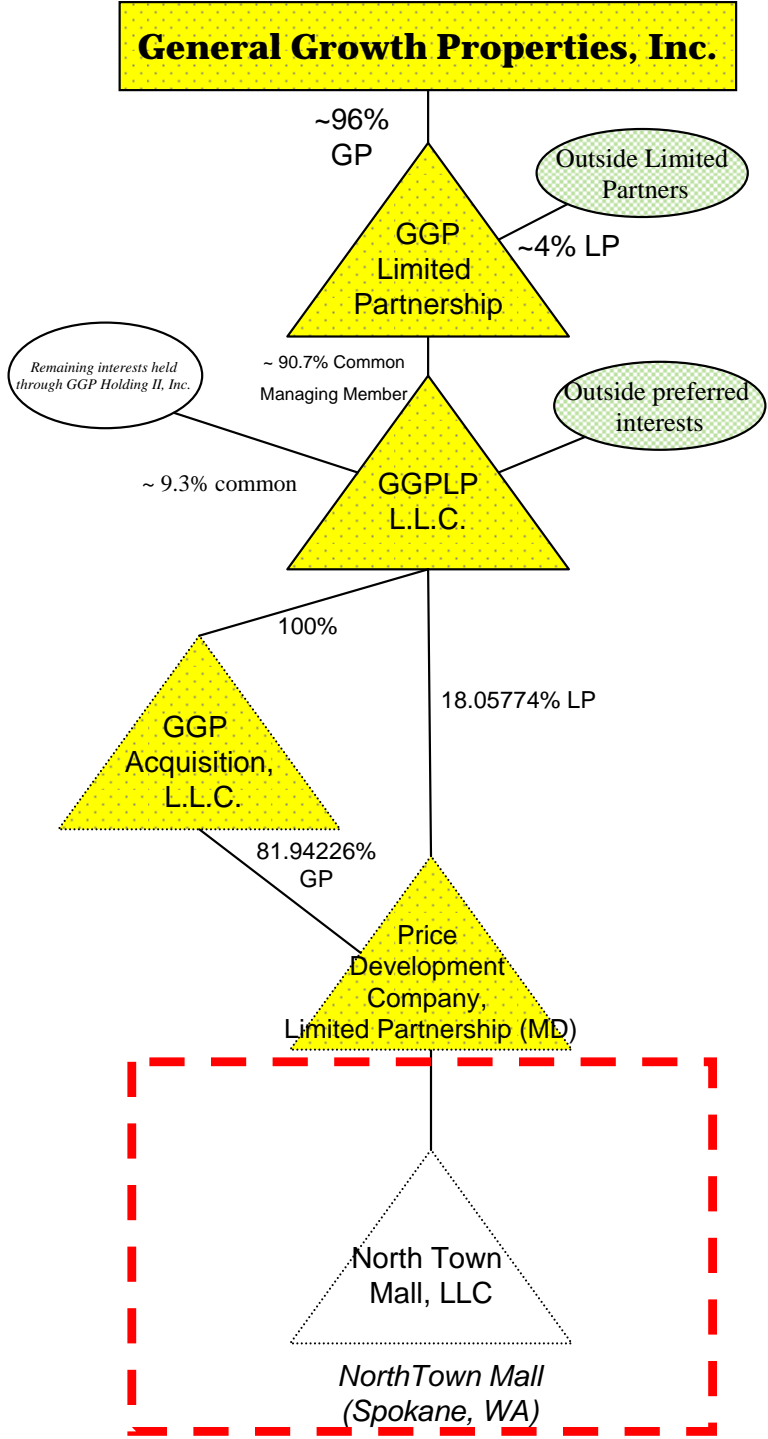 General Growth Properties, Inc.
~96%
GP
Outside Limited
Partners
GGP
Limited
Partnership
~4% LP
Remaining interests held
through GGP Holding II, Inc.
~ 90.7% Common
Managing Member
Outside preferred
interests
~ 9.3% common
GGPLP
L.L.C.
100%
18.05774% LP
GGP
Acquisition,
L.L.C.
81.94226%
GP
Price
Development
Company,
Limited Partnership (MD)
North Town
Mall, LLC
NorthTown Mall
(Spokane, WA)